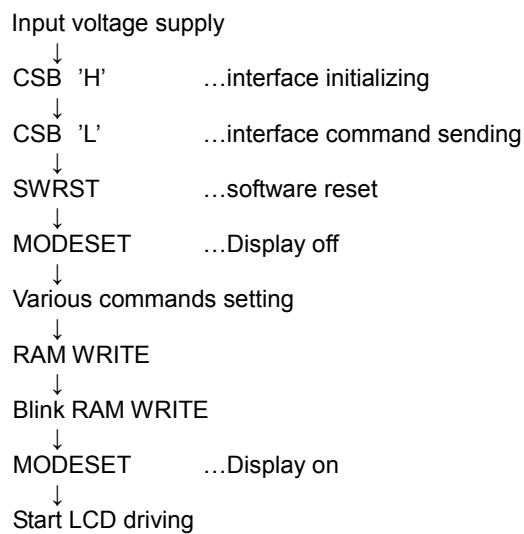 Input voltage supply
↓
CSB 'H' …interface initializing
↓
CSB 'L' …interface command sending
↓
SWRST …software reset
↓
MODESET …Display off
↓
Various commands setting
↓
RAM WRITE
↓
Blink RAM WRITE
↓
MODESET …Display on
↓
Start LCD driving